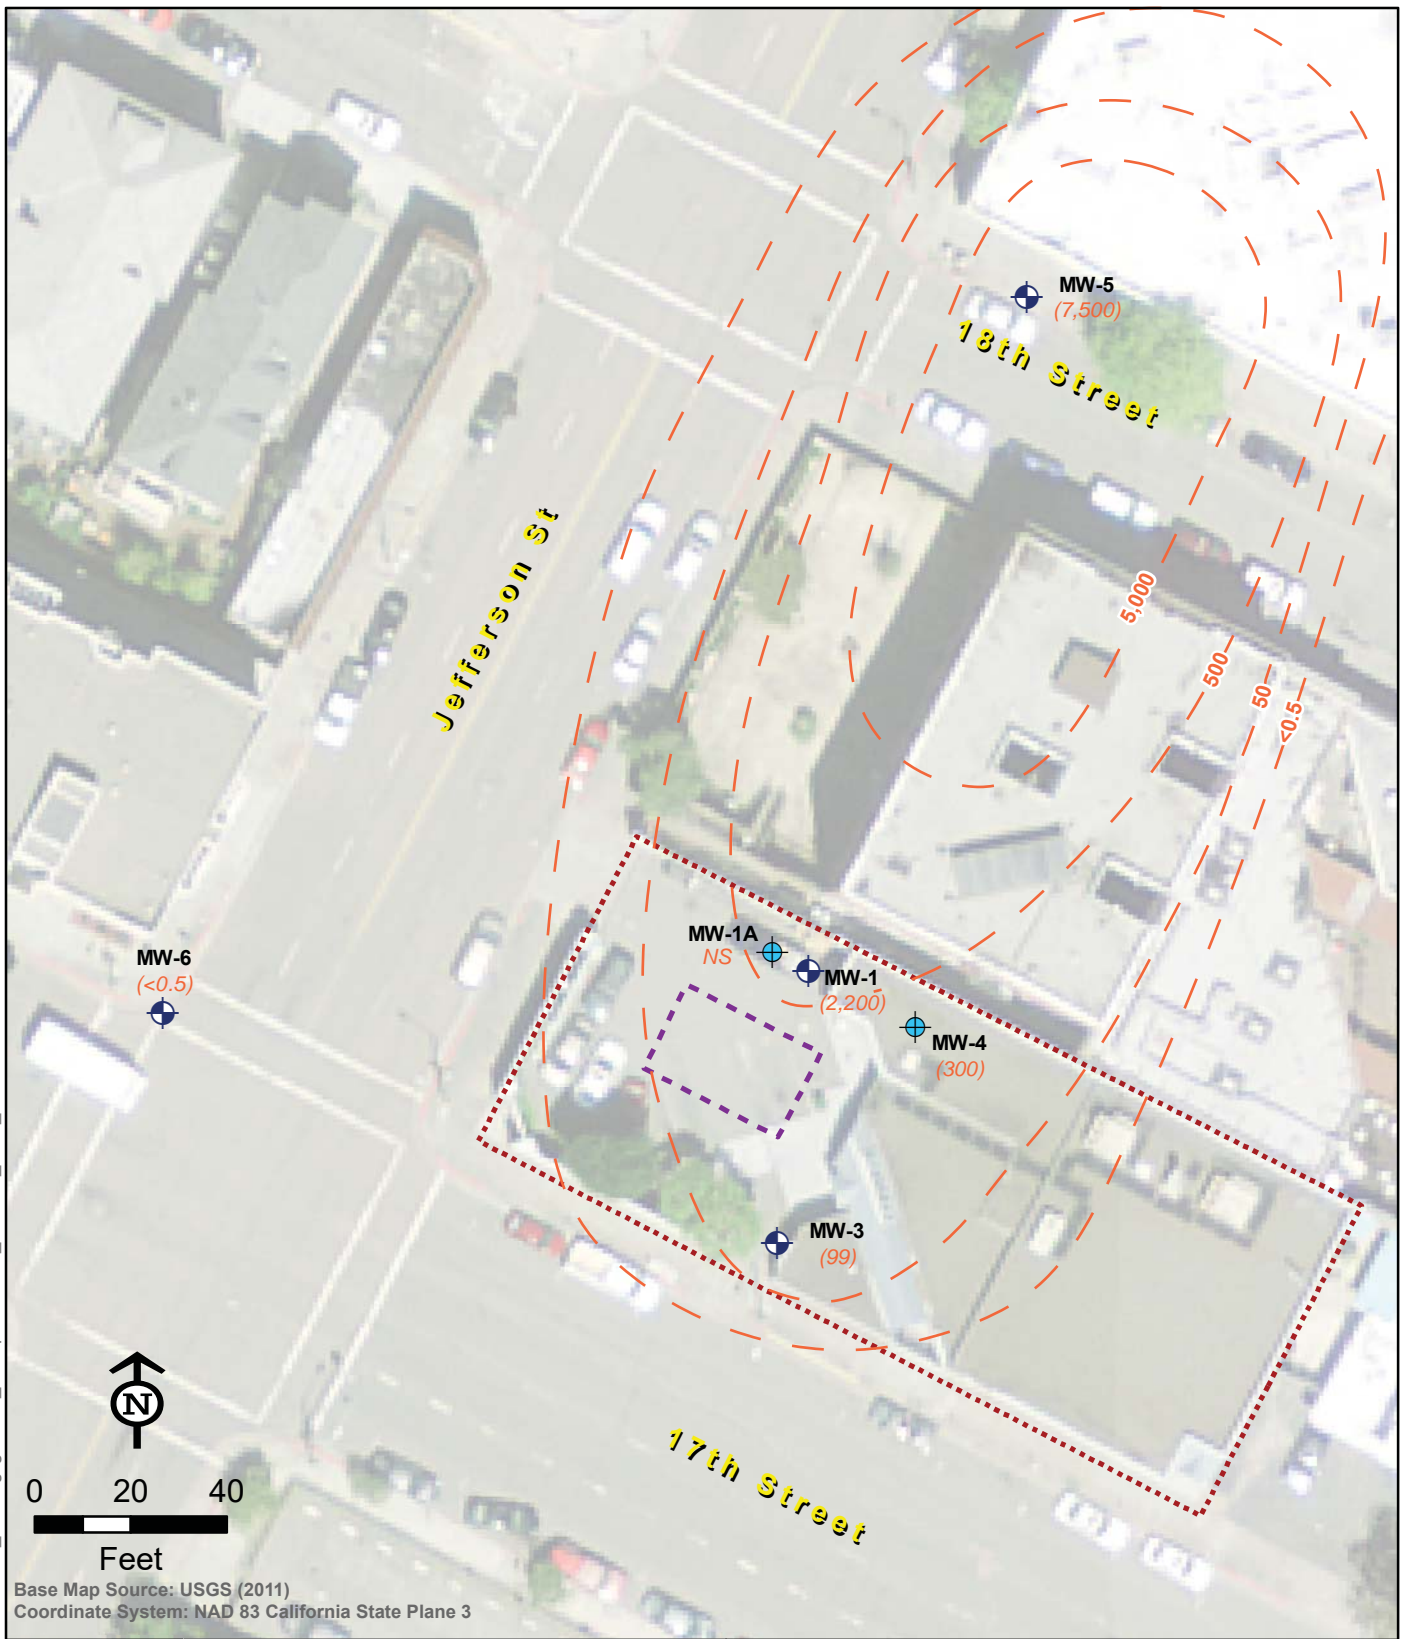 MW-5
(7,500)
18th Street
Jefferson St
5,000
500
50
<0.5
MW-1A
NS
MW-1
(2,200)
MW-6
(<0.5)
MW-4
(300)
MW-3
(99)
N
17th Street
0 20 40
Feet
Base Map Source: USGS (2011)
Coordinate System: NAD 83 California State Plane 3